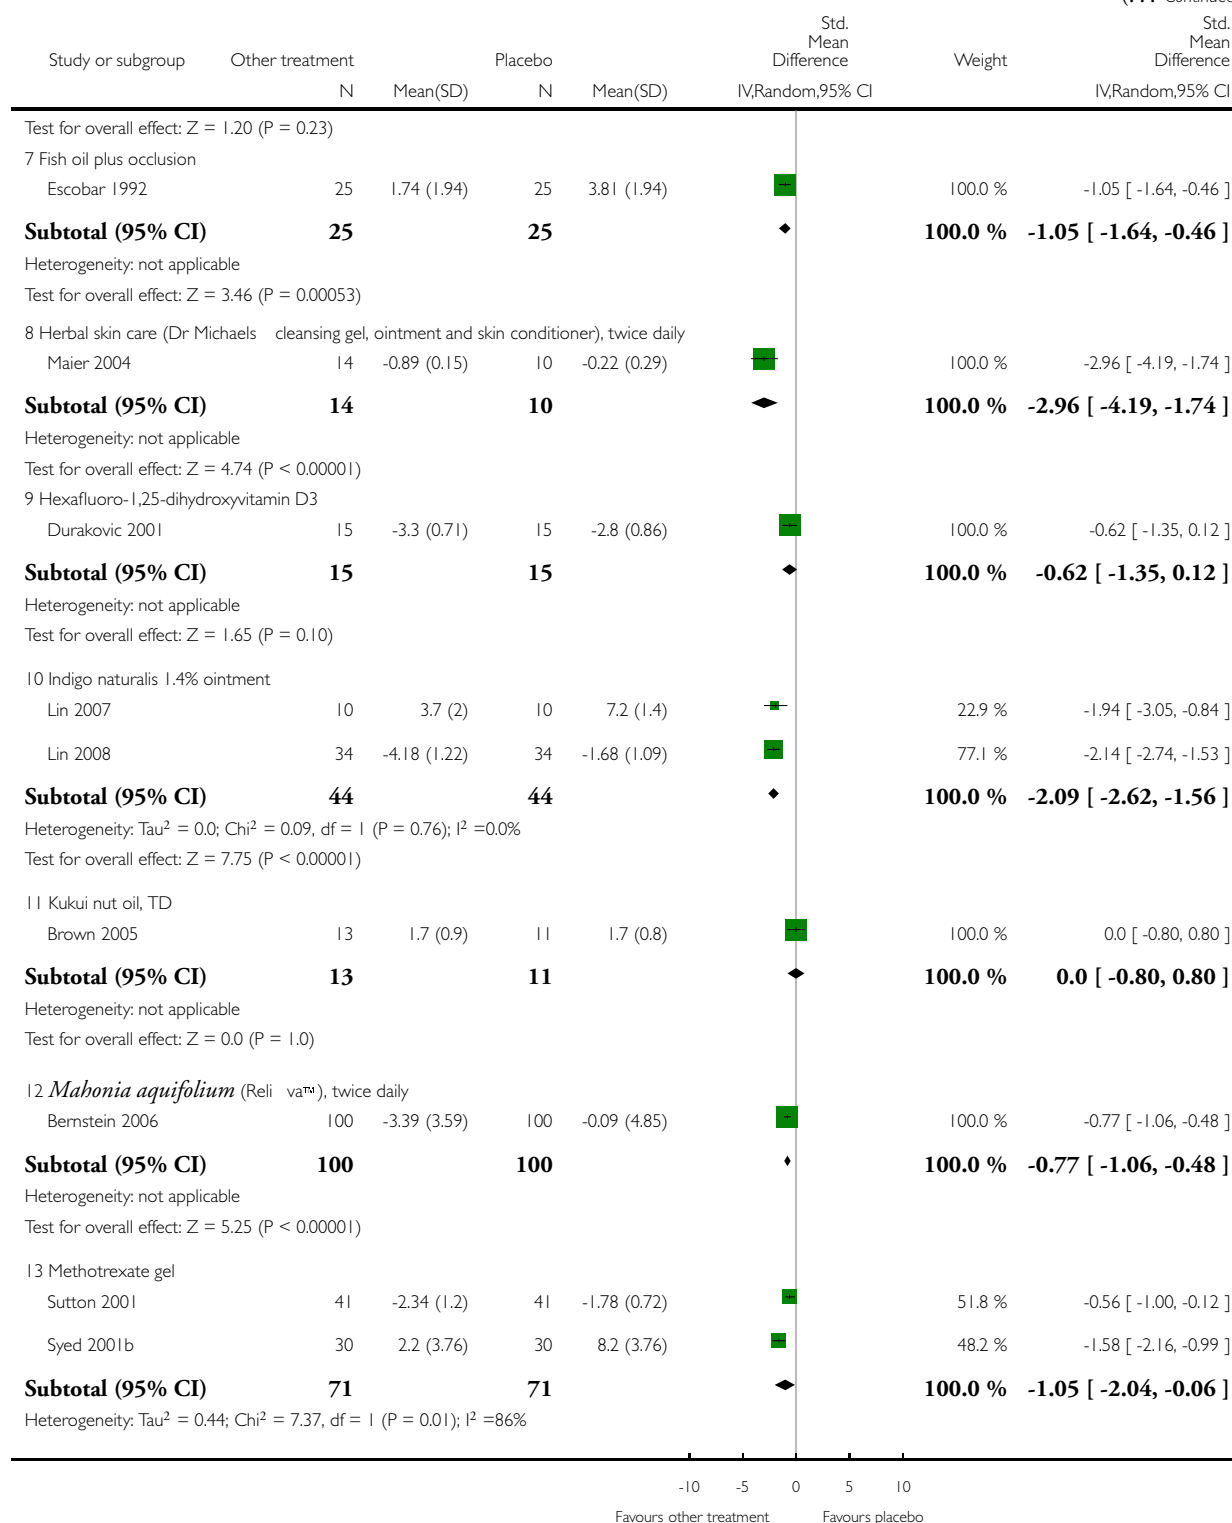 Continued
Study or subgroup Other treatment Placebo Std. Mean Difference Weight Std. Mean Difference
N Mean(SD) N Mean(SD) IV,Random,95% CI IV,Random,95% CI
Test for overall effect: Z = 1.20 (P = 0.23)
7 Fish oil plus occlusion
Escobar 1992 25 1.74 (1.94) 25 3.81 (1.94) 100.0 % -1.05 [ -1.64, -0.46 ]
Subtotal (95% CI) 25 25 100.0 % -1.05 [ -1.64, -0.46 ]
Heterogeneity: not applicable
Test for overall effect: Z = 3.46 (P = 0.00053)
8 Herbal skin care (Dr Michaels cleansing gel, ointment and skin conditioner), twice daily
Maier 2004 14 -0.89 (0.15) 10 -0.22 (0.29) 100.0 % -2.96 [ -4.19, -1.74 ]
Subtotal (95% CI) 14 10 100.0 % -2.96 [ -4.19, -1.74 ]
Heterogeneity: not applicable
Test for overall effect: Z = 4.74 (P < 0.00001)
9 Hexafluoro-1,25-dihydroxyvitamin D3
Durakovic 2001 15 -3.3 (0.71) 15 -2.8 (0.86) 100.0 % -0.62 [ -1.35, 0.12 ]
Subtotal (95% CI) 15 15 100.0 % -0.62 [ -1.35, 0.12 ]
Heterogeneity: not applicable
Test for overall effect: Z = 1.65 (P = 0.10)
10 Indigo naturalis 1.4% ointment
Lin 2007 10 3.7 (2) 10 7.2 (1.4) 22.9 % -1.94 [ -3.05, -0.84 ]
Lin 2008 34 -4.18 (1.22) 34 -1.68 (1.09) 77.1 % -2.14 [ -2.74, -1.53 ]
Subtotal (95% CI) 44 44 100.0 % -2.09 [ -2.62, -1.56 ]
Heterogeneity: Tau² = 0.0; Chi² = 0.09, df = 1 (P = 0.76); I² =0.0%
Test for overall effect: Z = 7.75 (P < 0.00001)
11 Kukui nut oil, TD
Brown 2005 13 1.7 (0.9) 11 1.7 (0.8) 100.0 % 0.0 [ -0.80, 0.80 ]
Subtotal (95% CI) 13 11 100.0 % 0.0 [ -0.80, 0.80 ]
Heterogeneity: not applicable
Test for overall effect: Z = 0.0 (P = 1.0)
12 Mahonia aquifolium (Reli va™), twice daily
Bernstein 2006 100 -3.39 (3.59) 100 -0.09 (4.85) 100.0 % -0.77 [ -1.06, -0.48 ]
Subtotal (95% CI) 100 100 100.0 % -0.77 [ -1.06, -0.48 ]
Heterogeneity: not applicable
Test for overall effect: Z = 5.25 (P < 0.00001)
13 Methotrexate gel
Sutton 2001 41 -2.34 (1.2) 41 -1.78 (0.72) 51.8 % -0.56 [ -1.00, -0.12 ]
Syed 2001b 30 2.2 (3.76) 30 8.2 (3.76) 48.2 % -1.58 [ -2.16, -0.99 ]
Subtotal (95% CI) 71 71 100.0 % -1.05 [ -2.04, -0.06 ]
Heterogeneity: Tau² = 0.44; Chi² = 7.37, df = 1 (P = 0.01); I² =86%
-10 -5 0 5 10
Favours other treatment Favours placebo